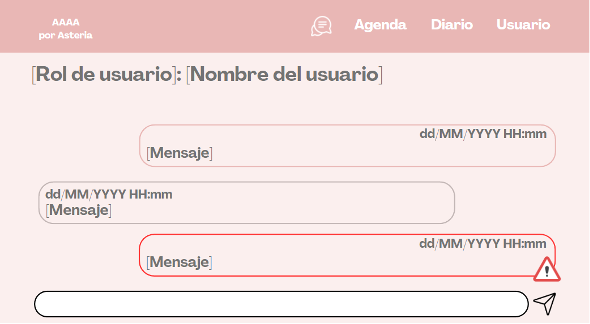 AAAA
por Asteria
Agenda Diario Usuario
[Rol de usuario]: [Nombre del usuario]
dd/MM/YYYY HH:mm
[Mensaje]
dd/MM/YYYY HH:mm
[Mensaje]
dd/MM/YYYY HH:mm
[Mensaje]